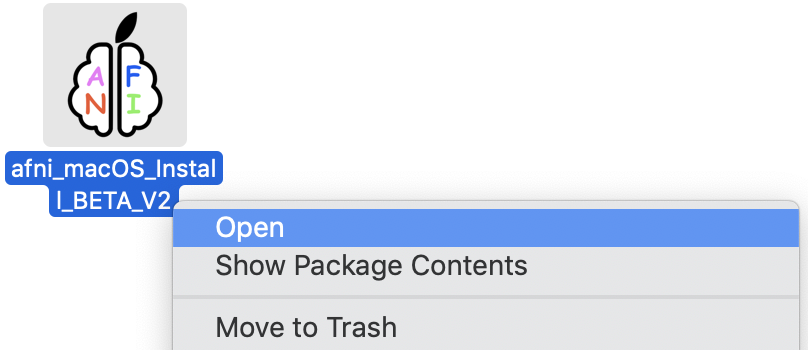 A F
N I
afni_macOS_Instal
l_BETA_V2
Open
Show Package Contents
Move to Trash